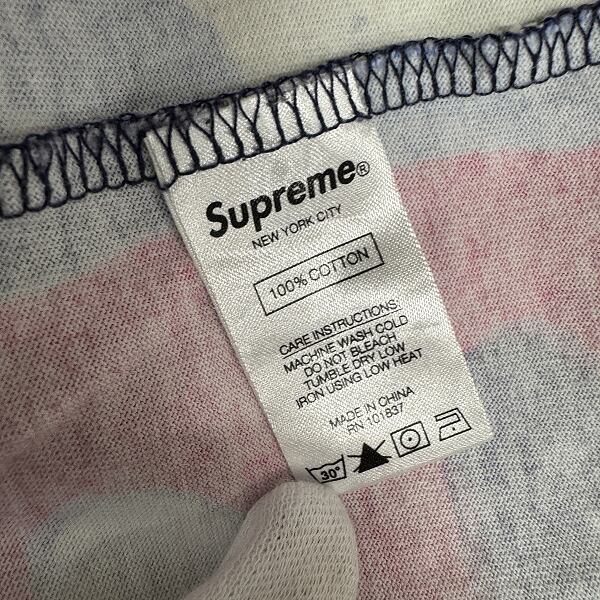 Supreme®
NEW YORK CITY
100% COTTON
CARE INSTRUCTIONS:
MACHINE WASH COLD
DO NOT BLEACH
TUMBLE DRY LOW
IRON USING LOW HEAT
MADE IN CHINA
RN 101837
30°